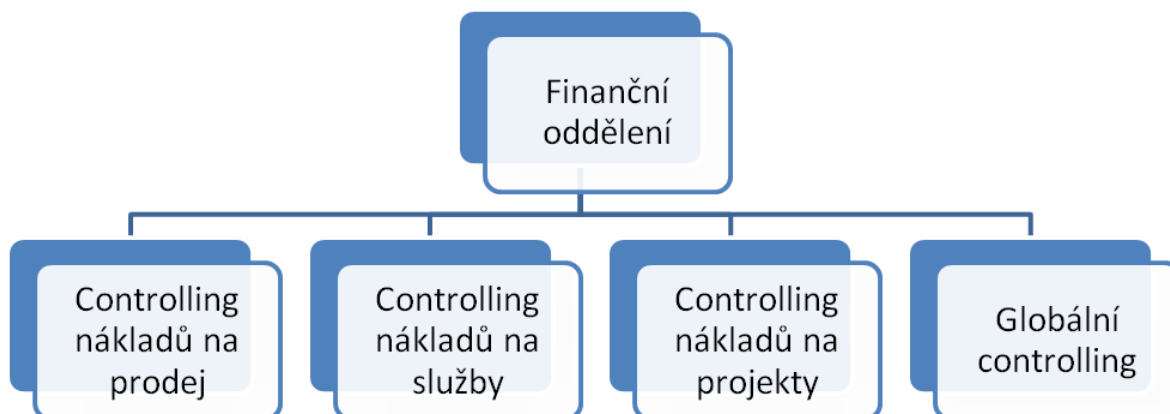 Finanční
oddělení
Controlling
nákladů na
prodej
Controlling
nákladů na
služby
Controlling
nákladů na
projekty
Globální
controlling